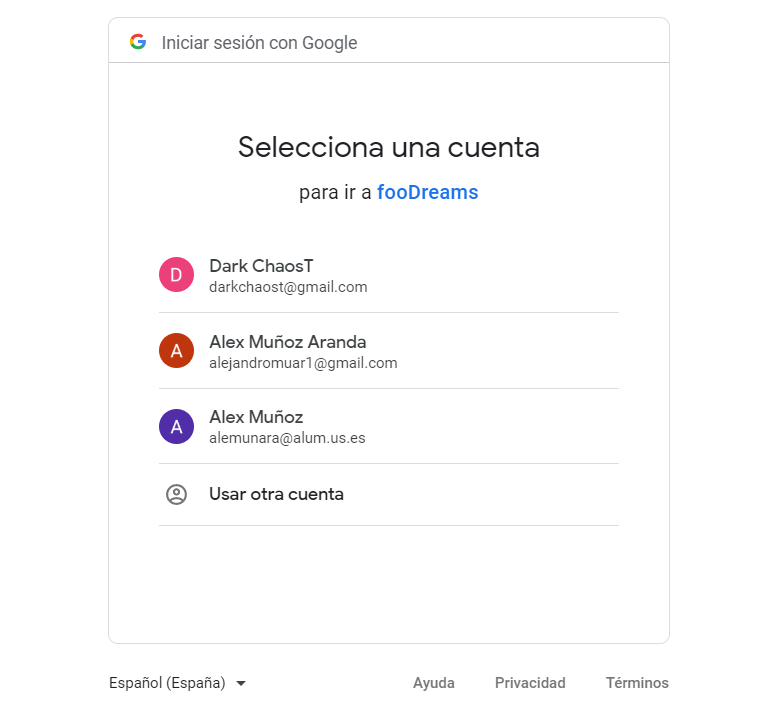 Iniciar sesión con Google
Selecciona una cuenta
para ir a fooDreams
D
Dark ChaosT
darkchaost@gmail.com
A
Alex Muñoz Aranda
alejandromuar1@gmail.com
A
Alex Muñoz
alemunara@alum.us.es
Usar otra cuenta
Español (España)
Ayuda
Privacidad
Términos